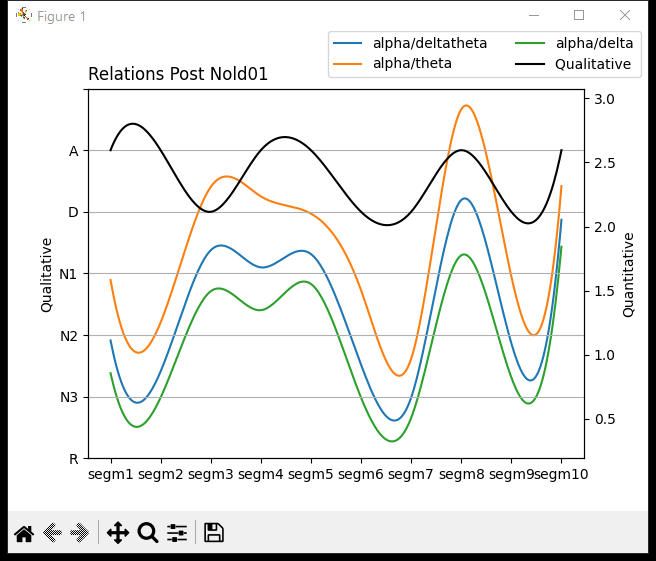 Figure 1
alpha/deltatheta alpha/delta
alpha/theta Qualitative
Relations Post Nold01
3.0
A
2.5
D
2.0
N1
1.5
N2
1.0
N3
0.5
R
Qualitative
Quantitative
segm1 segm2 segm3 segm4 segm5 segm6 segm7 segm8 segm9 segm10